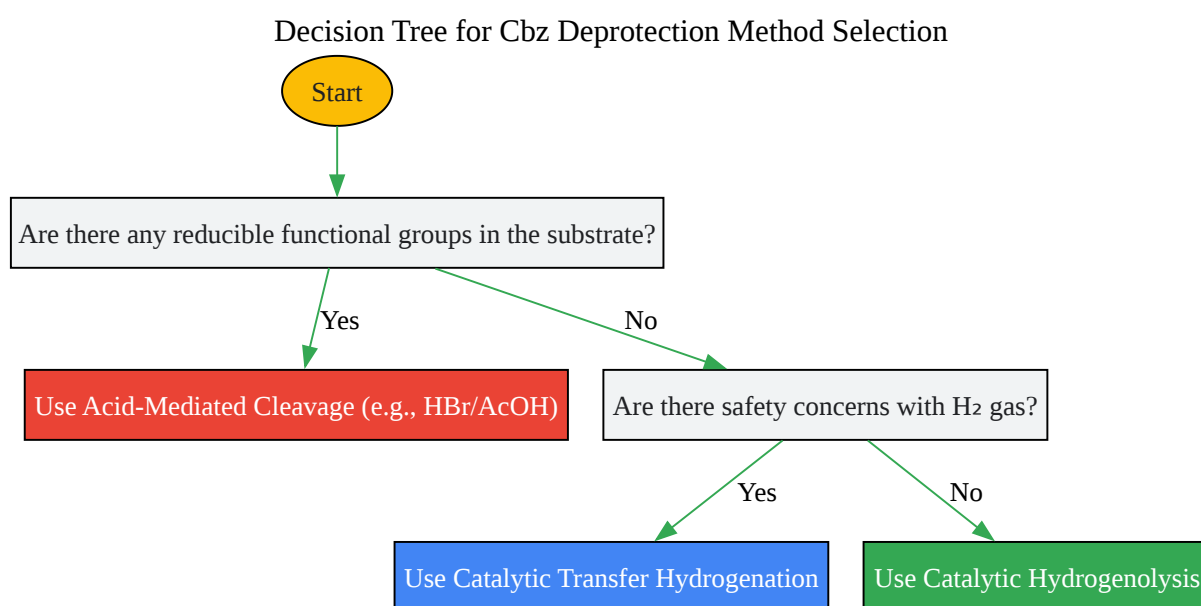 Decision Tree for Cbz Deprotection Method Selection
Start
Are there any reducible functional groups in the substrate?
Yes
No
Use Acid-Mediated Cleavage (e.g., HBr/AcOH)
Are there safety concerns with H₂ gas?
Yes
No
Use Catalytic Transfer Hydrogenation
Use Catalytic Hydrogenolysis